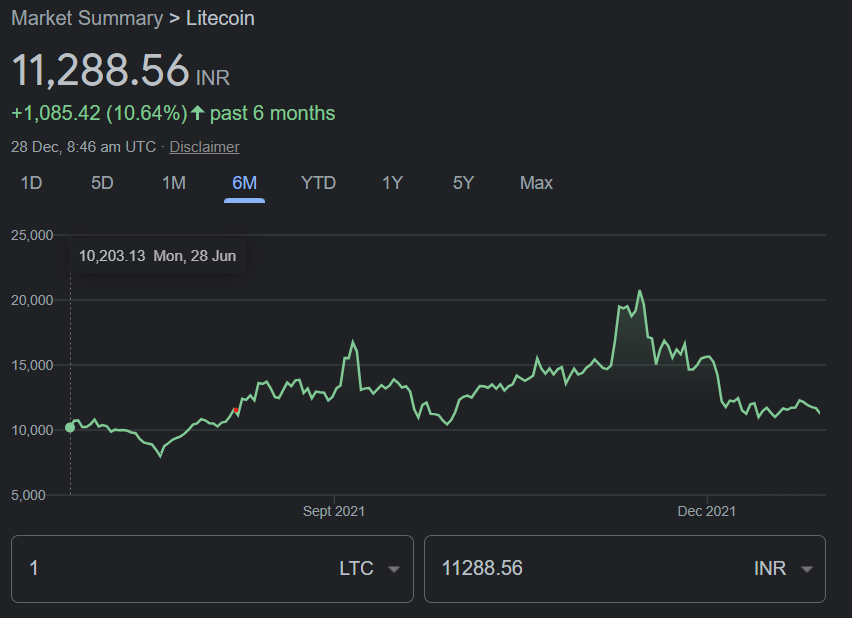 Market Summary > Litecoin
11,288.56 INR
+1,085.42 (10.64%) ↑ past 6 months
28 Dec, 8:46 am UTC · Disclaimer
1D 5D 1M 6M YTD 1Y 5Y Max
25,000
10,203.13 Mon, 28 Jun
20,000
15,000
10,000
5,000
Sept 2021 Dec 2021
1 LTC 11288.56 INR